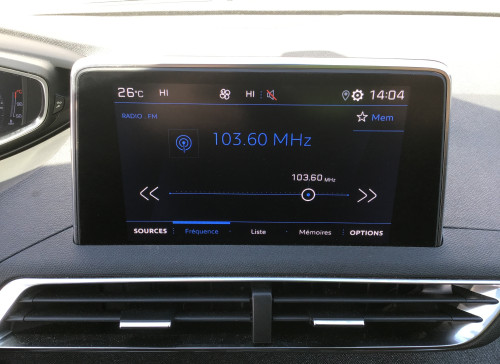 26°C HI HI 14:04
RADIO FM
Mem
103.60 MHz
103.60 MHz
SOURCES Fréquence Liste Mémoires OPTIONS